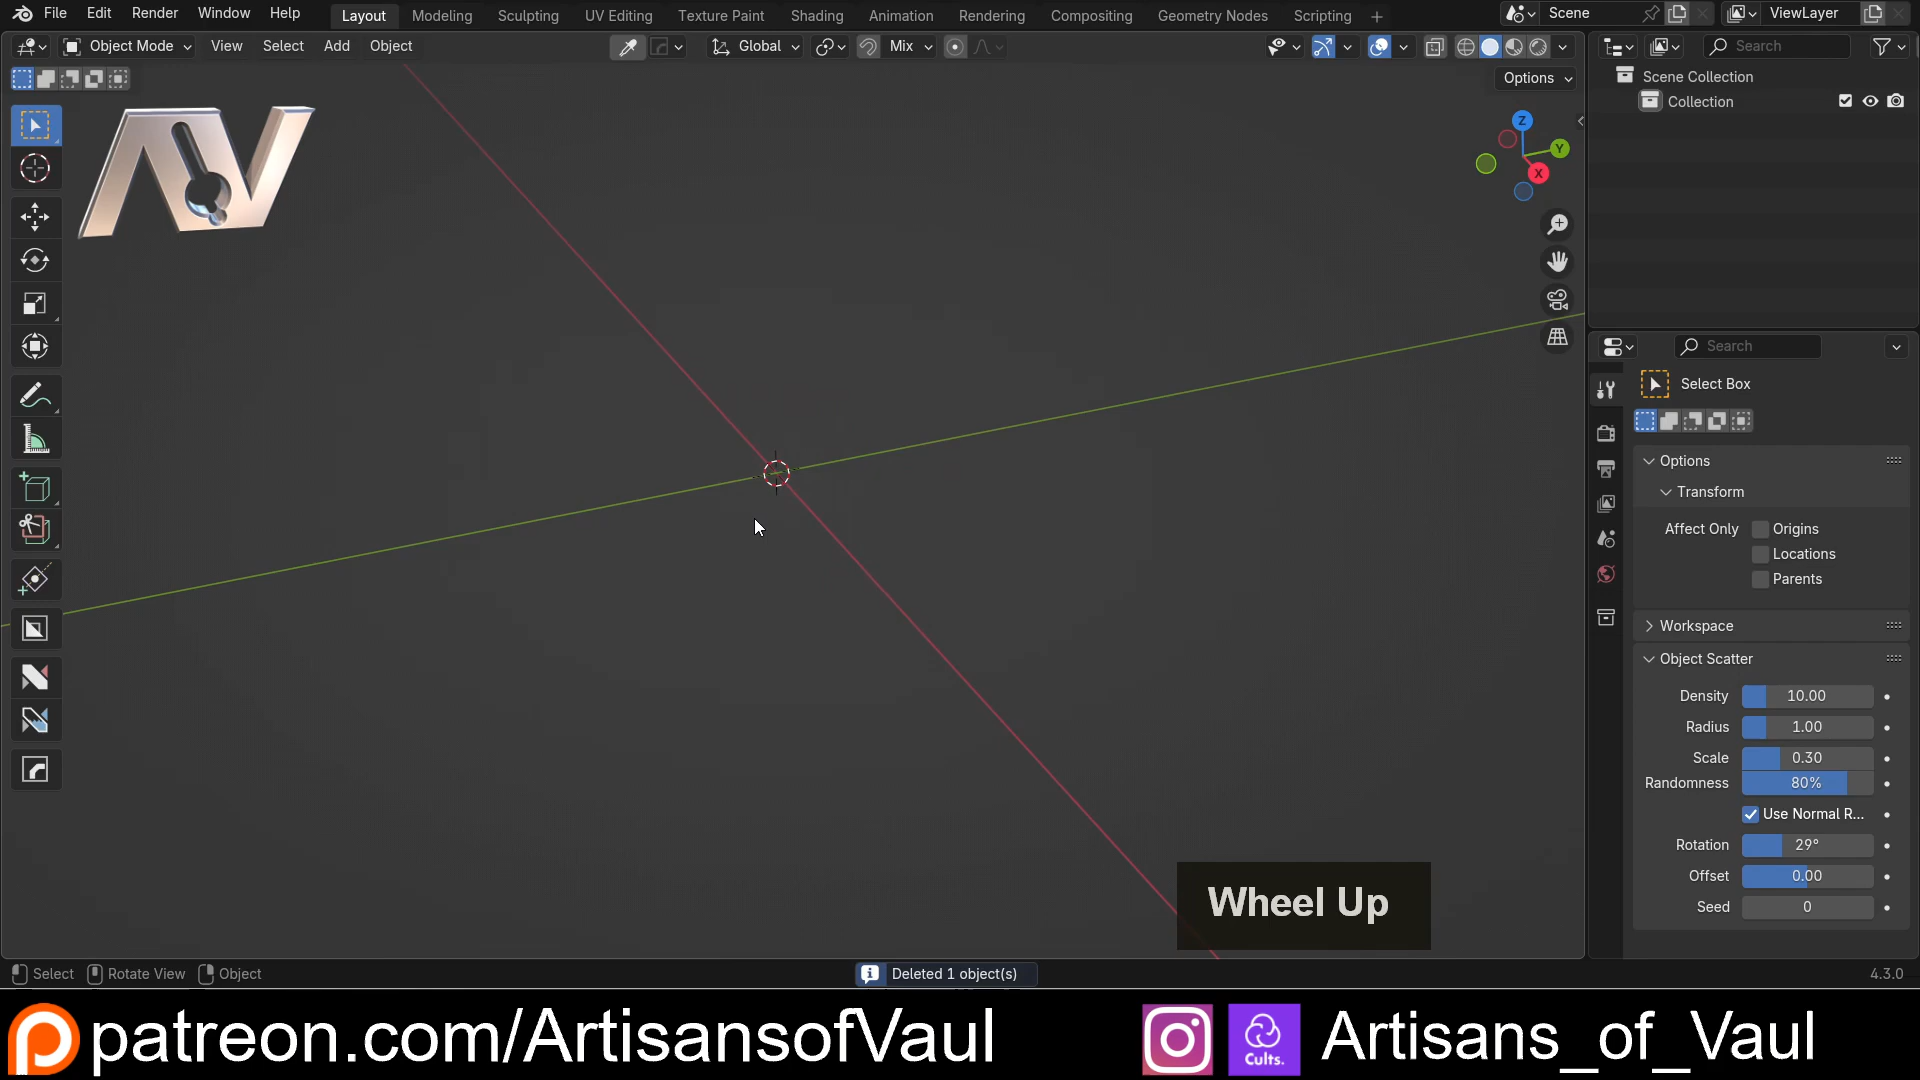 File Edit Render Window Help Layout Modeling Sculpting UV Editing Texture Paint Shading Animation Rendering Compositing Geometry Nodes Scripting + Scene ViewLayer
Object Mode View Select Add Object Global Mix Search
Options
Scene Collection
Collection
Z
Y
X
AV
Search
Select Box
Options
Transform
Affect Only Origins
Locations
Parents
Workspace
Object Scatter
Density 10.00
Radius 1.00
Scale 0.30
Randomness 80%
Use Normal R...
Rotation 29°
Offset 0.00
Seed 0
Wheel Up
Select Rotate View Object Deleted 1 object(s) 4.3.0
patreon.com/ArtisansofVaul Cults. Artisans_of_Vaul